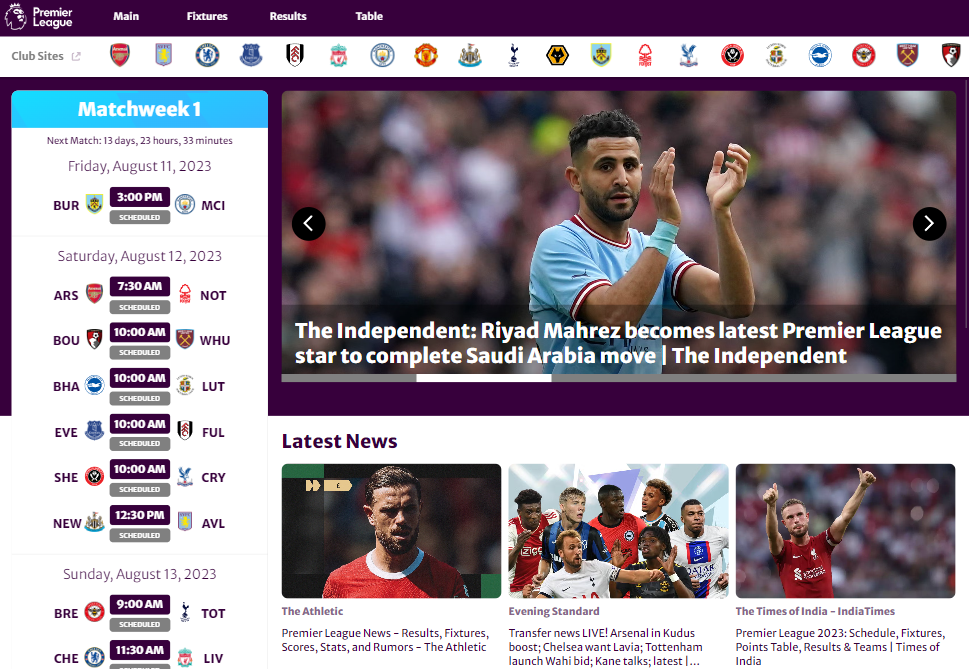 Premier
League
Main
Fixtures
Results
Table
Club Sites
Matchweek 1
Next Match: 13 days, 23 hours, 33 minutes
Friday, August 11, 2023
BUR 3:00 PM MCI
SCHEDULED
Saturday, August 12, 2023
ARS 7:30 AM NOT
SCHEDULED
BOU 10:00 AM WHU
SCHEDULED
BHA 10:00 AM LUT
SCHEDULED
EVE 10:00 AM FUL
SCHEDULED
SHE 10:00 AM CRY
SCHEDULED
NEW 12:30 PM AVL
SCHEDULED
Sunday, August 13, 2023
BRE 9:00 AM TOT
SCHEDULED
CHE 11:30 AM LIV
The Independent: Riyad Mahrez becomes latest Premier League
star to complete Saudi Arabia move | The Independent
Latest News
The Athletic
Premier League News - Results, Fixtures,
Scores, Stats, and Rumors - The Athletic
Evening Standard
Transfer news LIVE! Arsenal in Kudus
boost; Chelsea want Lavia; Tottenham
launch Wahi bid; Kane talks; latest |...
The Times of India - IndiaTimes
Premier League 2023: Schedule, Fixtures,
Points Table, Results & Teams | Times of
India